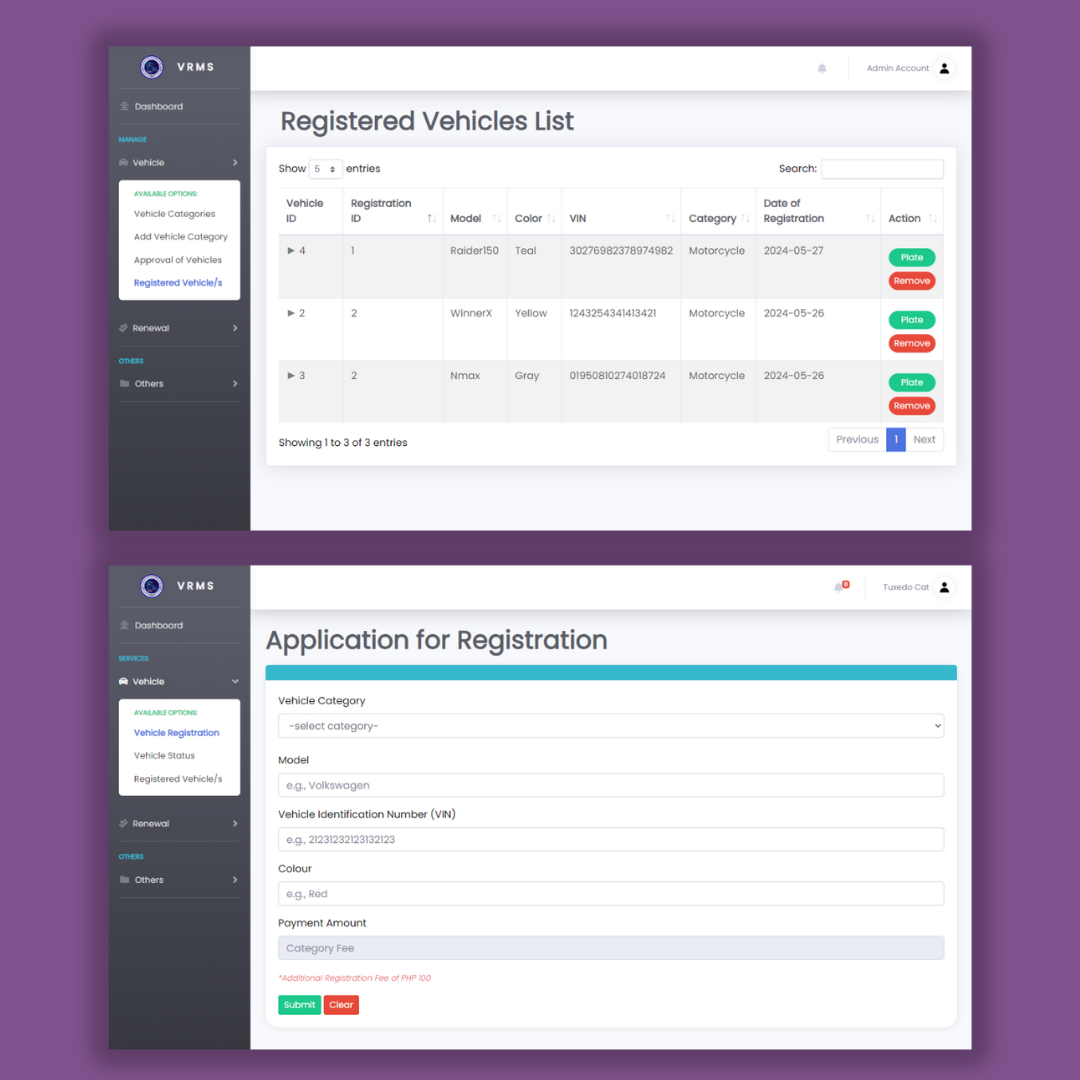 VRMS
Admin Account
Dashboard
MANAGE
Vehicle
AVAILABLE OPTIONS:
Vehicle Categories
Add Vehicle Category
Approval of Vehicles
Registered Vehicle/s
Renewal
OTHERS
Others
Registered Vehicles List
Show 5 entries
Search:
Vehicle ID Registration ID Model Color VIN Category Date of Registration Action
4 1 Raider150 Teal 30276982378974982 Motorcycle 2024-05-27 Plate
Remove
2 2 WinnerX Yellow 1243254341413421 Motorcycle 2024-05-26 Plate
Remove
3 2 Nmax Gray 01950810274018724 Motorcycle 2024-05-26 Plate
Remove
Showing 1 to 3 of 3 entries
Previous 1 Next
VRMS
0
Tuxedo Cat
Dashboard
SERVICES
Vehicle
AVAILABLE OPTIONS:
Vehicle Registration
Vehicle Status
Registered Vehicle/s
Renewal
OTHERS
Others
Application for Registration
Vehicle Category
-select category-
Model
e.g., Volkswagen
Vehicle Identification Number (VIN)
e.g., 21231232123132123
Colour
e.g., Red
Payment Amount
Category Fee
*Additional Registration Fee of PHP 100
Submit Clear